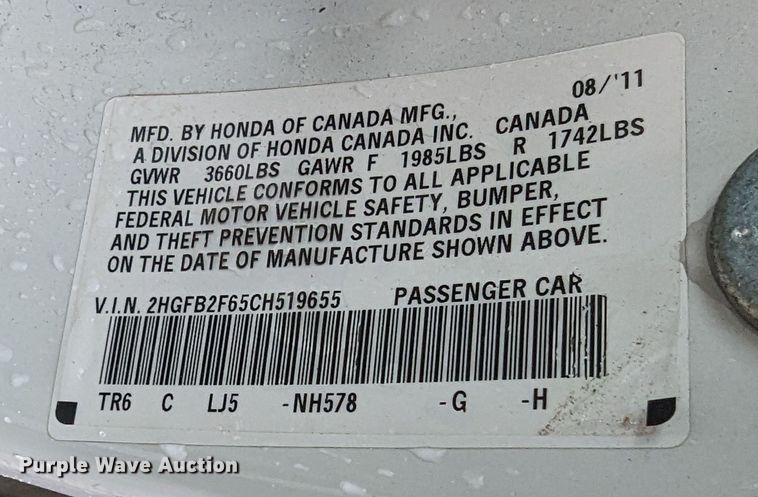 08/'11
MFD. BY HONDA OF CANADA MFG.,
A DIVISION OF HONDA CANADA INC. CANADA
GVWR 3660LBS GAWR F 1985LBS R 1742LBS
THIS VEHICLE CONFORMS TO ALL APPLICABLE
FEDERAL MOTOR VEHICLE SAFETY, BUMPER,
AND THEFT PREVENTION STANDARDS IN EFFECT
ON THE DATE OF MANUFACTURE SHOWN ABOVE.
V.I.N. 2HGFB2F65CH519655 PASSENGER CAR
TR6 C LJ5 -NH578 -G -H
Purple Wave Auction